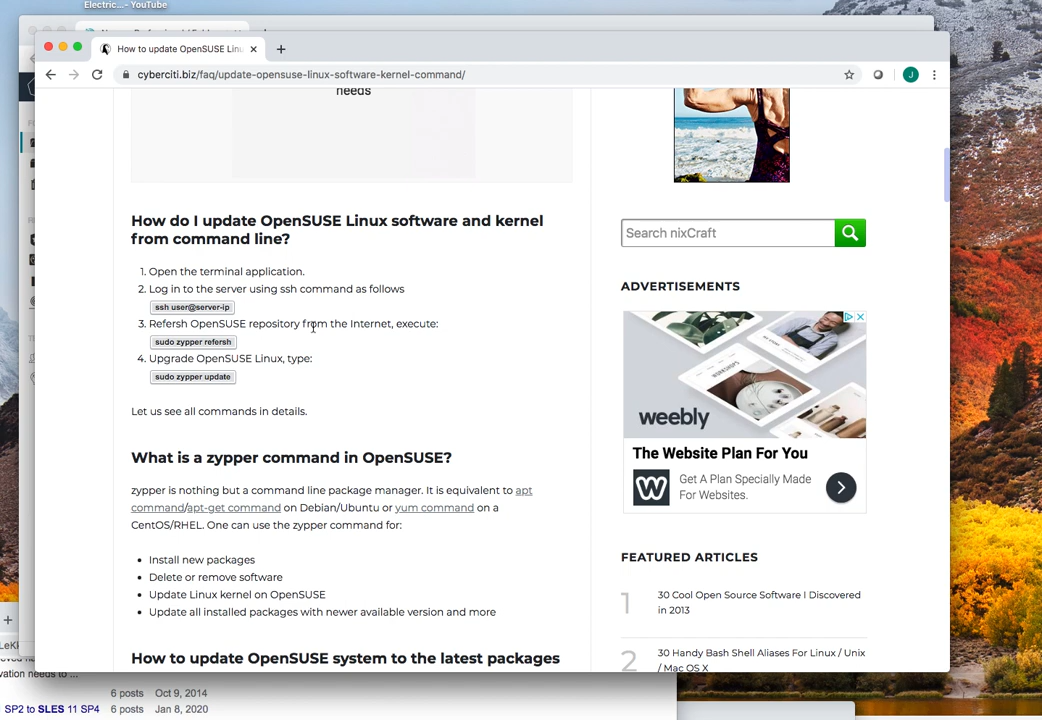 Electric...- YouTube
How to update OpenSUSE Linu
cyberciti.biz/faq/update-opensuse-linux-software-kernel-command/
J
needs
How do I update OpenSUSE Linux software and kernel
from command line?
1. Open the terminal application.
2. Log in to the server using ssh command as follows
ssh user@server-ip
3. Refersh OpenSUSE repository from the Internet, execute:
sudo zypper refersh
4. Upgrade OpenSUSE Linux, type:
sudo zypper update
Let us see all commands in details.
What is a zypper command in OpenSUSE?
zypper is nothing but a command line package manager. It is equivalent to apt
command/apt-get command on Debian/Ubuntu or yum command on a
CentOS/RHEL. One can use the zypper command for:
• Install new packages
• Delete or remove software
• Update Linux kernel on OpenSUSE
• Update all installed packages with newer available version and more
How to update OpenSUSE system to the latest packages
Search nixCraft
ADVERTISEMENTS
weebly
The Website Plan For You
Get A Plan Specially Made
For Websites.
FEATURED ARTICLES
1 30 Cool Open Source Software I Discovered
in 2013
2 30 Handy Bash Shell Aliases For Linux / Unix
/ Mac OS X
vation needs to ...
6 posts Oct 9, 2014
SP2 to SLES 11 SP4 6 posts Jan 8, 2020